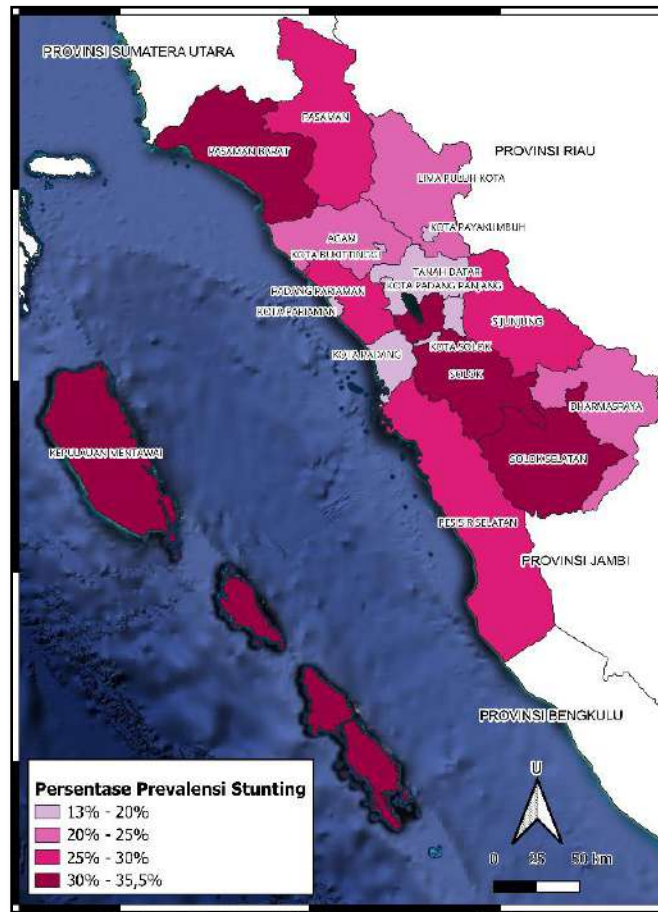 PROVINSI SUMATERA UTARA
PASAMAN
PROVINSI RIAU
PASAMAN BARAT
LIMA PULUH KOTA
KOTA PAYAKUMBUH
AGAM
KOTA BUKITTINGGI
TANAH DATAR
KOTA PADANG PANJANG
PADANG PARIAMAN
KOTA PARIAMAN
SIJUNJUNG
KOTA PADANG
KOTA SOLOK
SOLOK
DHARMASRAYA
KEPULAUAN MENTAWAI
SOLOK SELATAN
PESISIR SELATAN
PROVINSI JAMBI
PROVINSI BENGKULU
Persentase Prevalensi Stunting
13% - 20%
20% - 25%
25% - 30%
30% - 35,5%
U
0 25 50 km